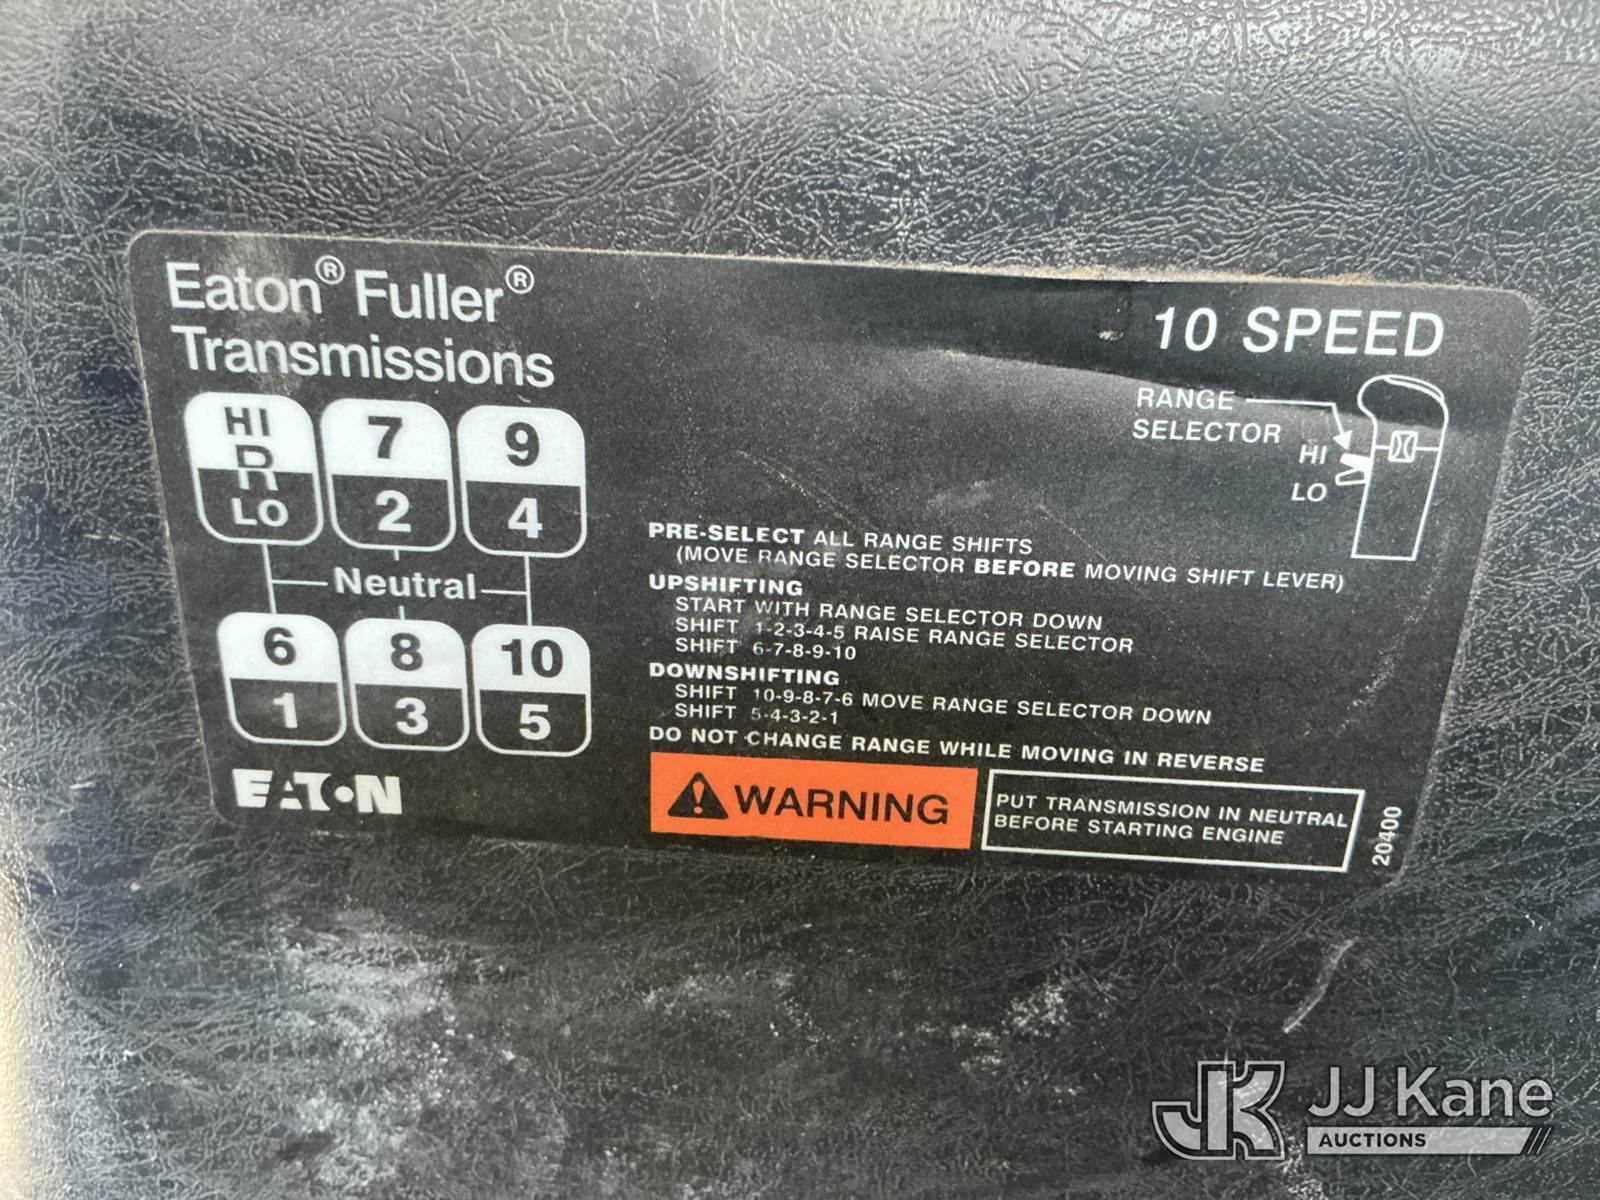 Eaton® Fuller®
Transmissions
10 SPEED
RANGE
SELECTOR
HI
LO
HI
R
LO
7
2
9
4
Neutral
6
1
8
3
10
5
EATON
PRE-SELECT ALL RANGE SHIFTS
(MOVE RANGE SELECTOR BEFORE MOVING SHIFT LEVER)
UPSHIFTING
START WITH RANGE SELECTOR DOWN
SHIFT 1-2-3-4-5 RAISE RANGE SELECTOR
SHIFT 6-7-8-9-10
DOWNSHIFTING
SHIFT 10-9-8-7-6 MOVE RANGE SELECTOR DOWN
SHIFT 5-4-3-2-1
DO NOT CHANGE RANGE WHILE MOVING IN REVERSE
WARNING
PUT TRANSMISSION IN NEUTRAL
BEFORE STARTING ENGINE
20400
JK JJ Kane
AUCTIONS